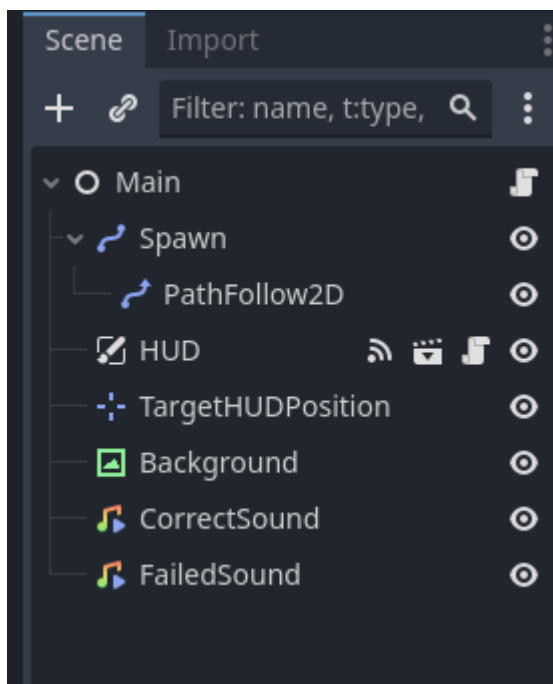 Scene Import
Filter: name, t:type,
Main
Spawn
PathFollow2D
HUD
TargetHUDPosition
Background
CorrectSound
FailedSound